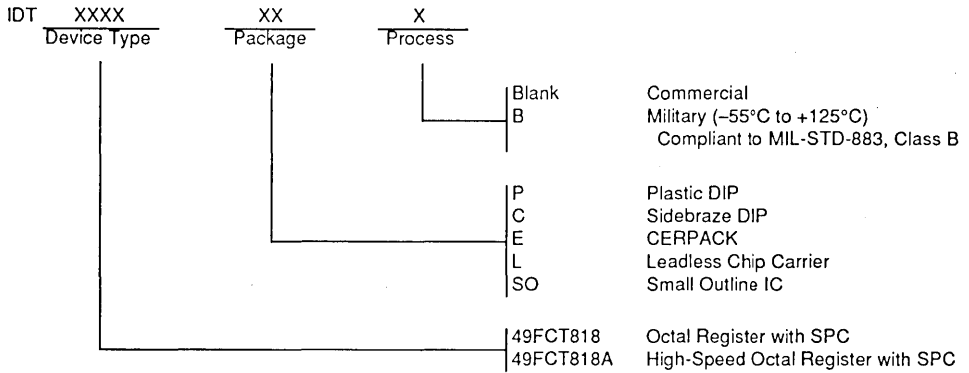 IDT XXXX XX X
Device Type Package Process
Blank Commercial
B Military (–55°C to +125°C)
Compliant to MIL-STD-883, Class B
P Plastic DIP
C Sidebraze DIP
E CERPACK
L Leadless Chip Carrier
SO Small Outline IC
49FCT818 Octal Register with SPC
49FCT818A High-Speed Octal Register with SPC